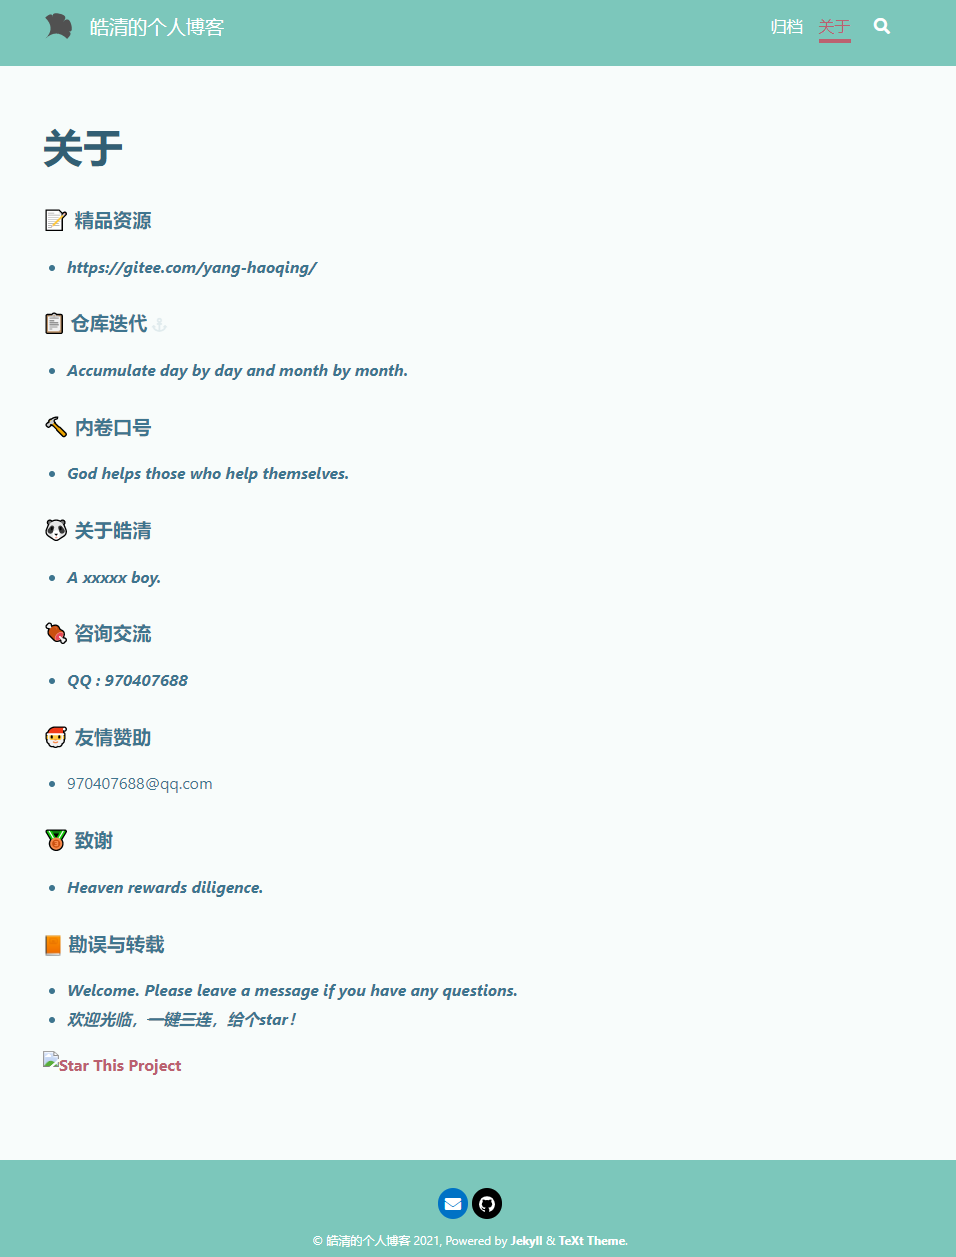 皓清的个人博客
归档 关于
关于
精品资源
https://gitee.com/yang-haoqing/
仓库迭代
Accumulate day by day and month by month.
内卷口号
God helps those who help themselves.
关于皓清
A xxxxx boy.
咨询交流
QQ : 970407688
友情赞助
970407688@qq.com
致谢
Heaven rewards diligence.
勘误与转载
Welcome. Please leave a message if you have any questions.
欢迎光临，一键三连，给个star！
Star This Project
© 皓清的个人博客 2021, Powered by Jekyll & TeXt Theme.